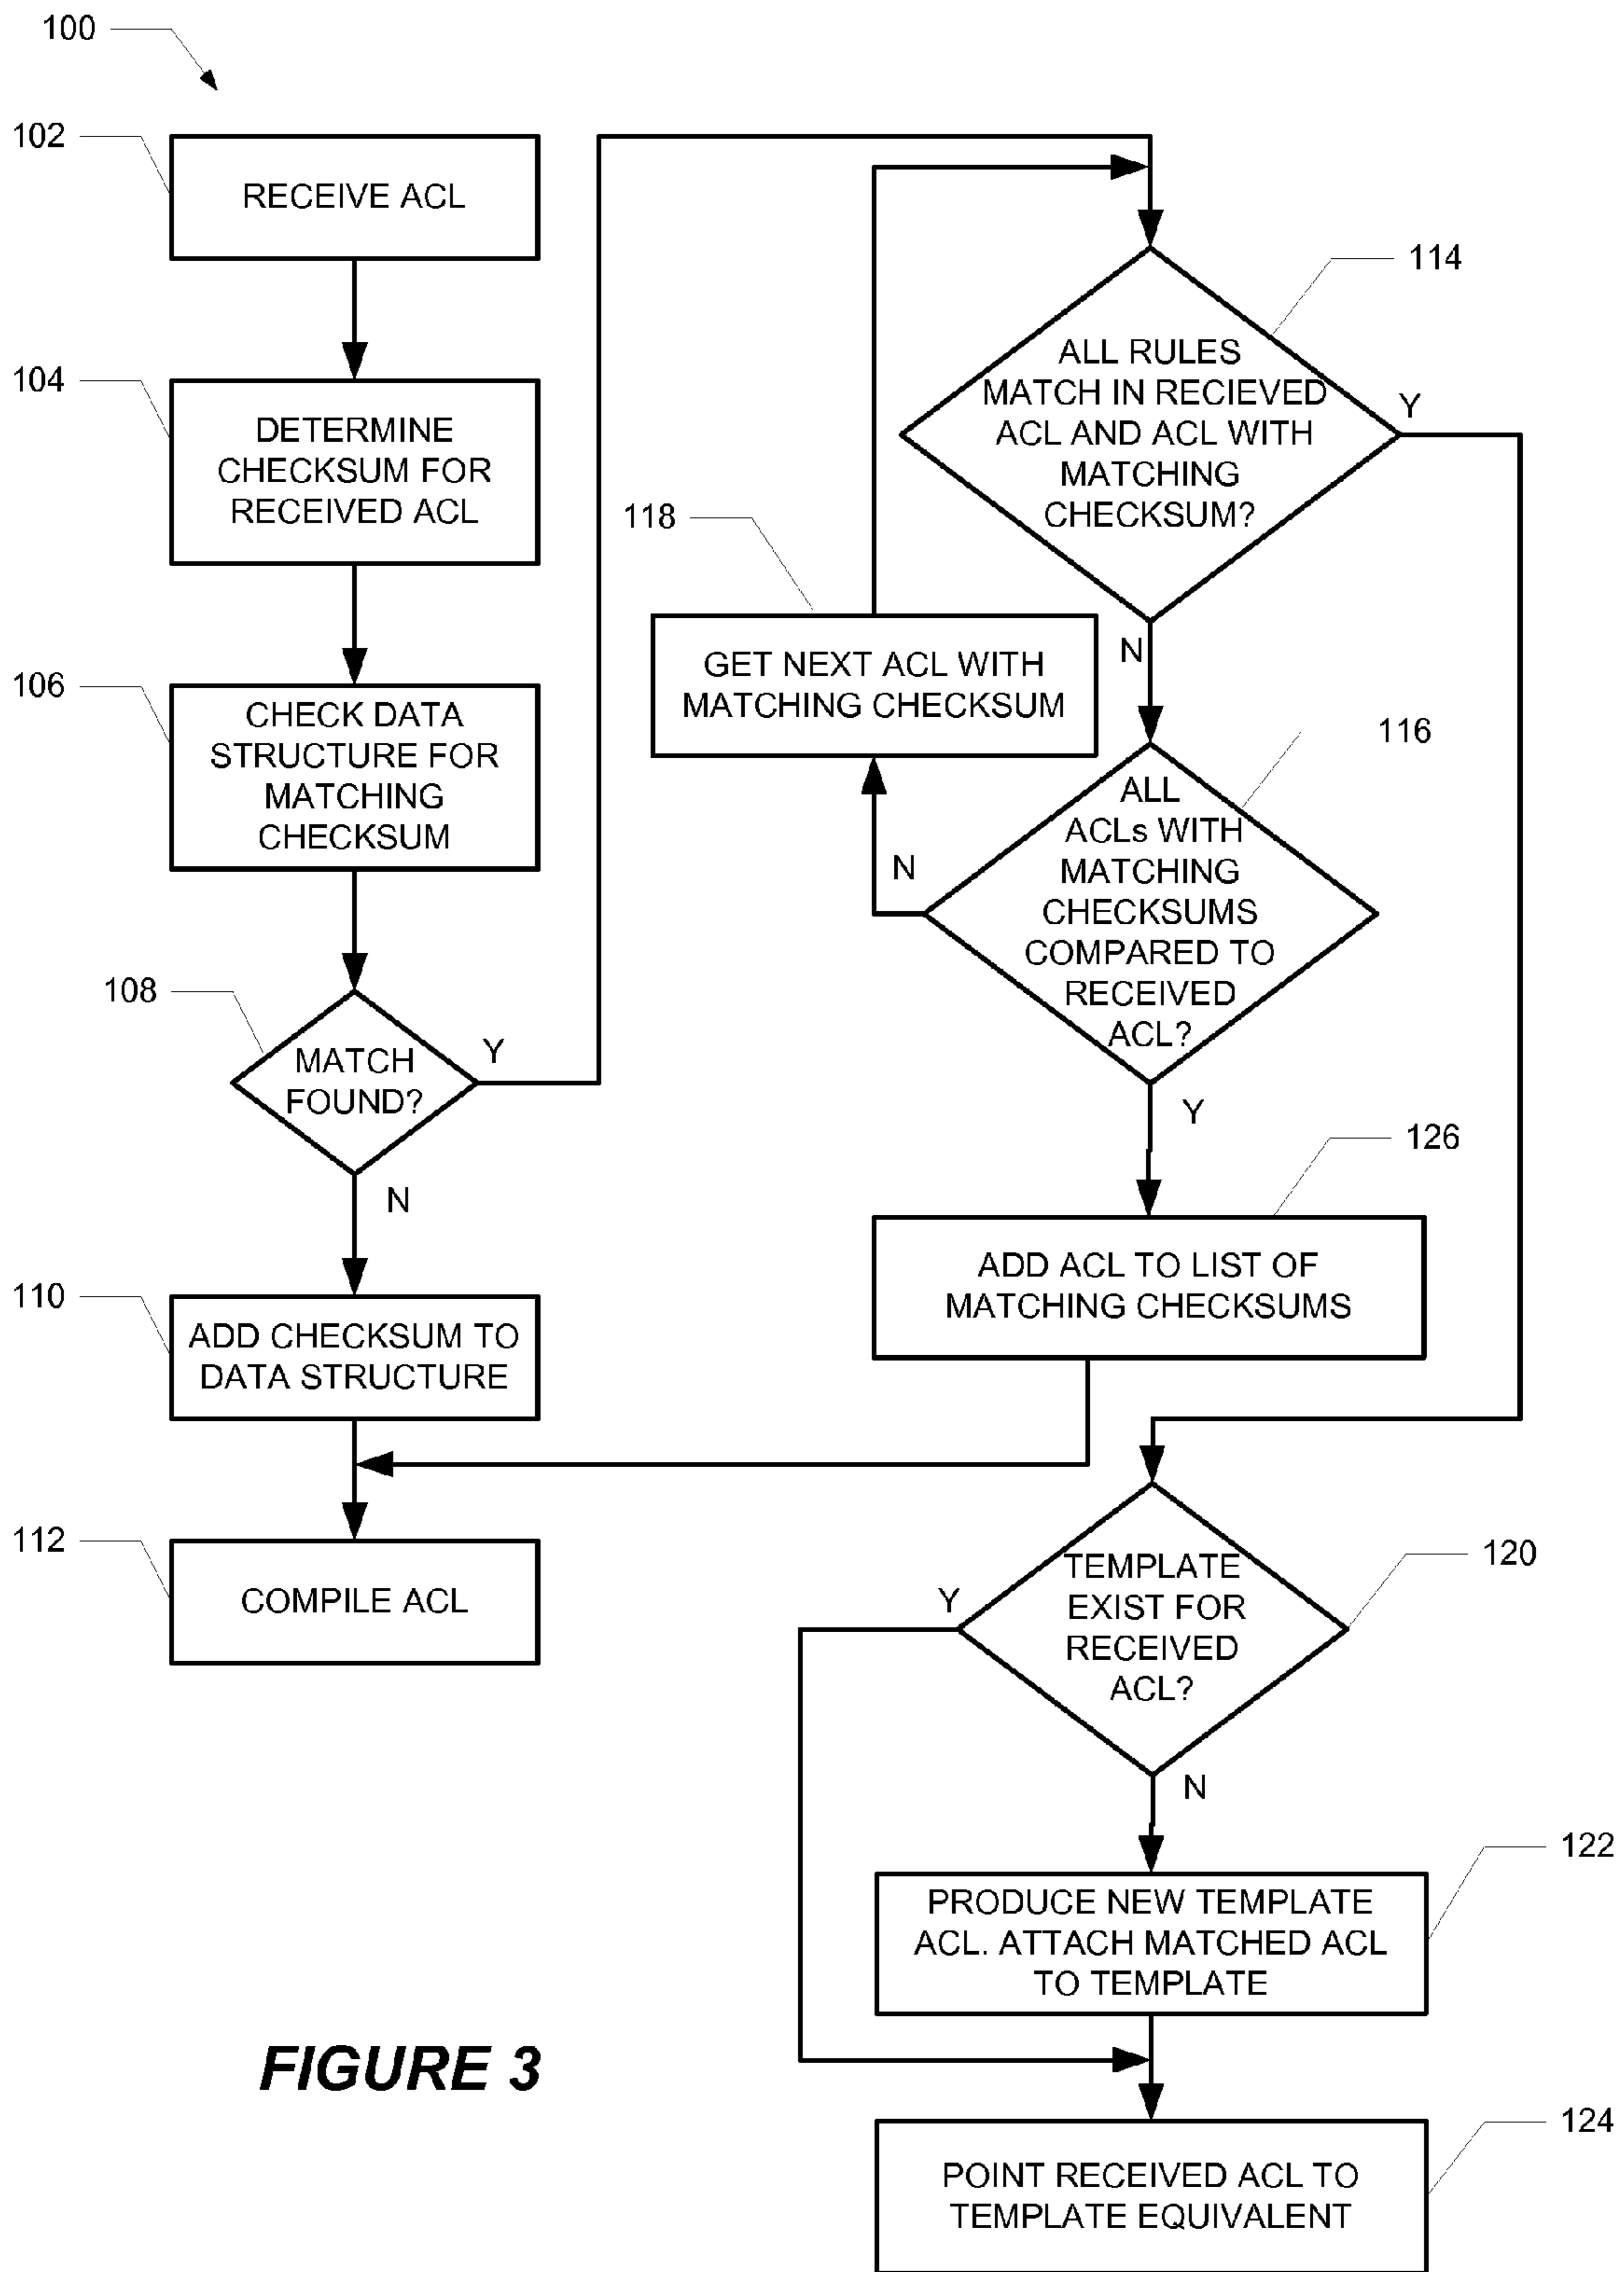 100
102
RECEIVE ACL
104
DETERMINE
CHECKSUM FOR
RECEIVED ACL
106
CHECK DATA
STRUCTURE FOR
MATCHING
CHECKSUM
108
MATCH
FOUND?
Y
N
110
ADD CHECKSUM TO
DATA STRUCTURE
112
COMPILE ACL
114
ALL RULES
MATCH IN RECIEVED
ACL AND ACL WITH
MATCHING
CHECKSUM?
Y
N
118
GET NEXT ACL WITH
MATCHING CHECKSUM
116
ALL
ACLs WITH
MATCHING
CHECKSUMS
COMPARED TO
RECEIVED
ACL?
N
Y
126
ADD ACL TO LIST OF
MATCHING CHECKSUMS
120
TEMPLATE
EXIST FOR
RECEIVED
ACL?
Y
N
122
PRODUCE NEW TEMPLATE
ACL. ATTACH MATCHED ACL
TO TEMPLATE
124
POINT RECEIVED ACL TO
TEMPLATE EQUIVALENT
FIGURE 3